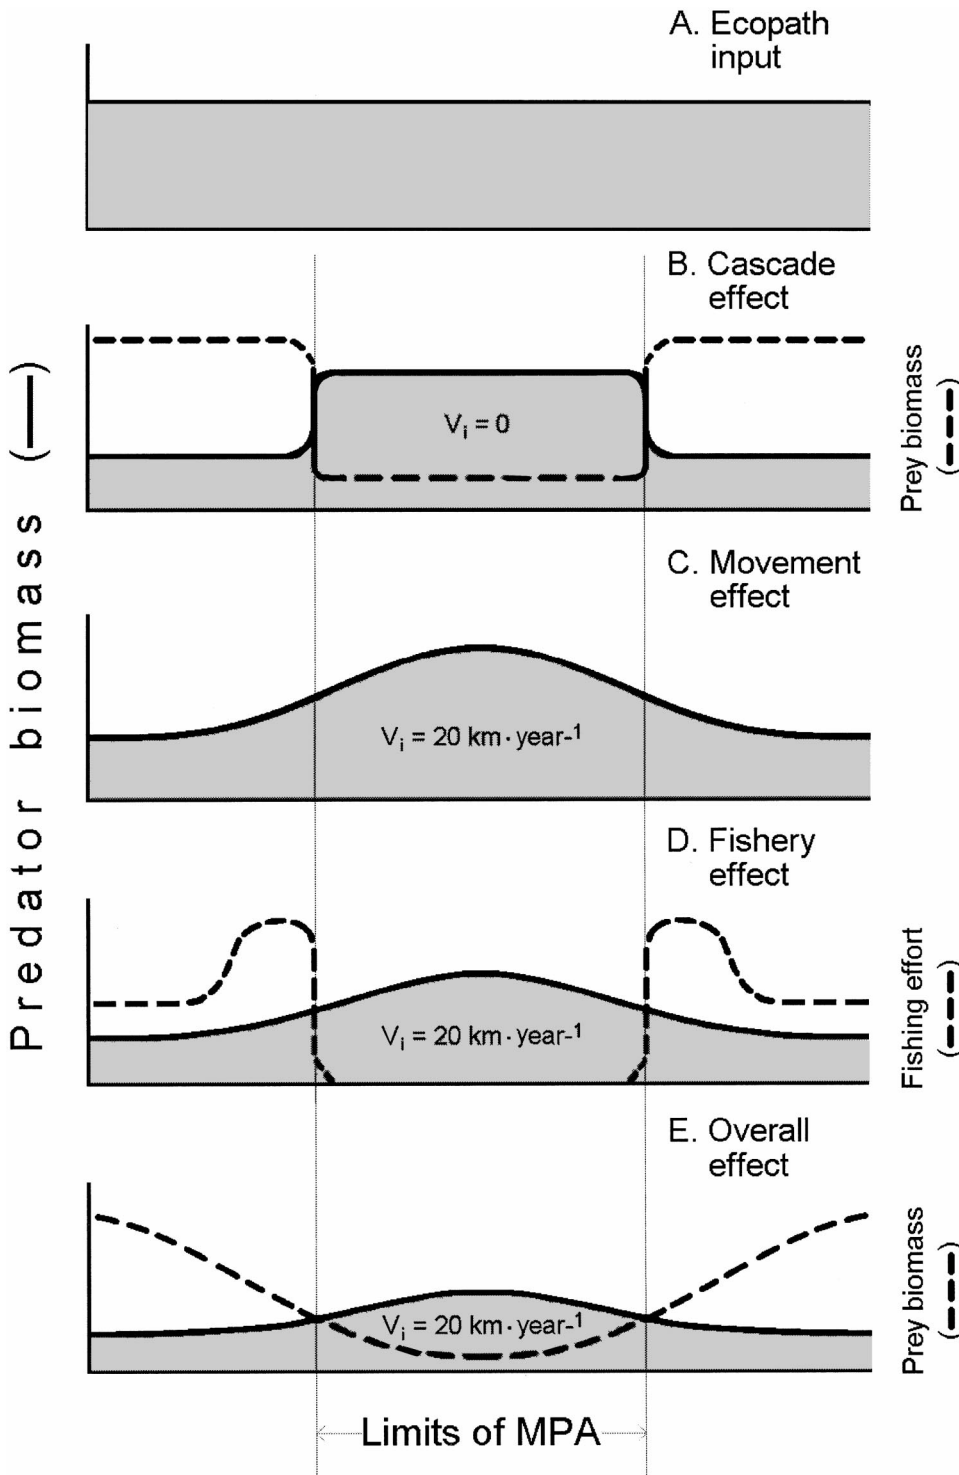 A. Ecopath
input
B. Cascade
effect
Vi = 0
C. Movement
effect
Vi = 20 km · year-1
D. Fishery
effect
Vi = 20 km · year-1
E. Overall
effect
Vi = 20 km · year-1
Limits of MPA
Predator biomass (—)
Prey biomass
(---)
Fishing effort
(---)
Prey biomass
(---)